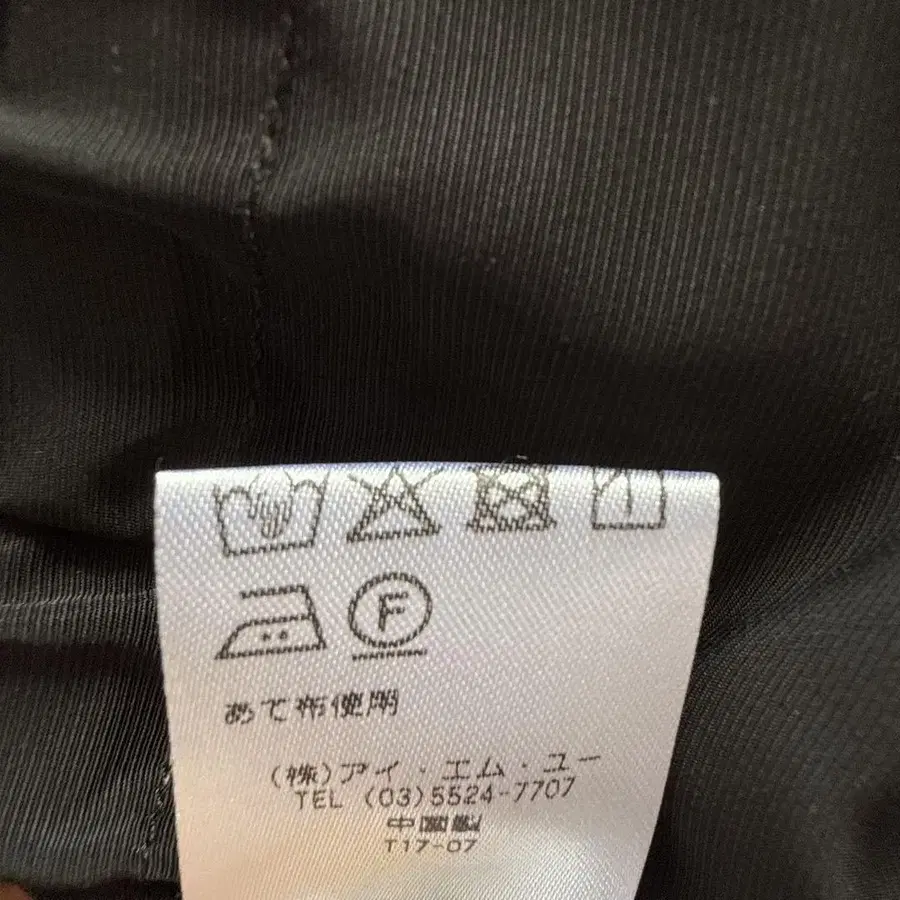 F
あて布使用
(株)アイ・エム・ユー
TEL (03)5524-7707
中国製
T17-07